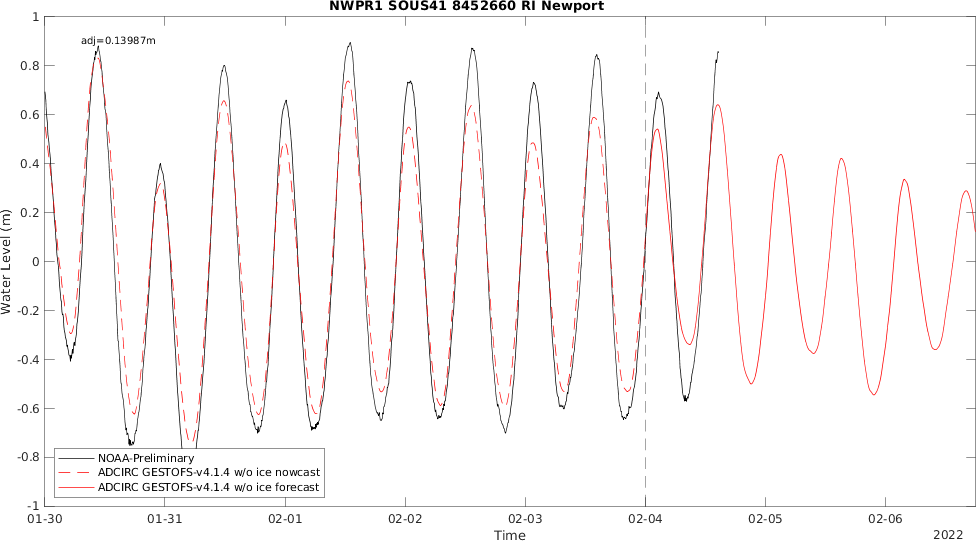 NWPR1 SOUS41 8452660 RI Newport
adj=0.13987m
1
0.8
0.6
0.4
0.2
0
-0.2
-0.4
-0.6
-0.8
-1
Water Level (m)
NOAA-Preliminary
ADCIRC GESTOFS-v4.1.4 w/o ice nowcast
ADCIRC GESTOFS-v4.1.4 w/o ice forecast
01-30 01-31 02-01 02-02 02-03 02-04 02-05 02-06
Time
2022